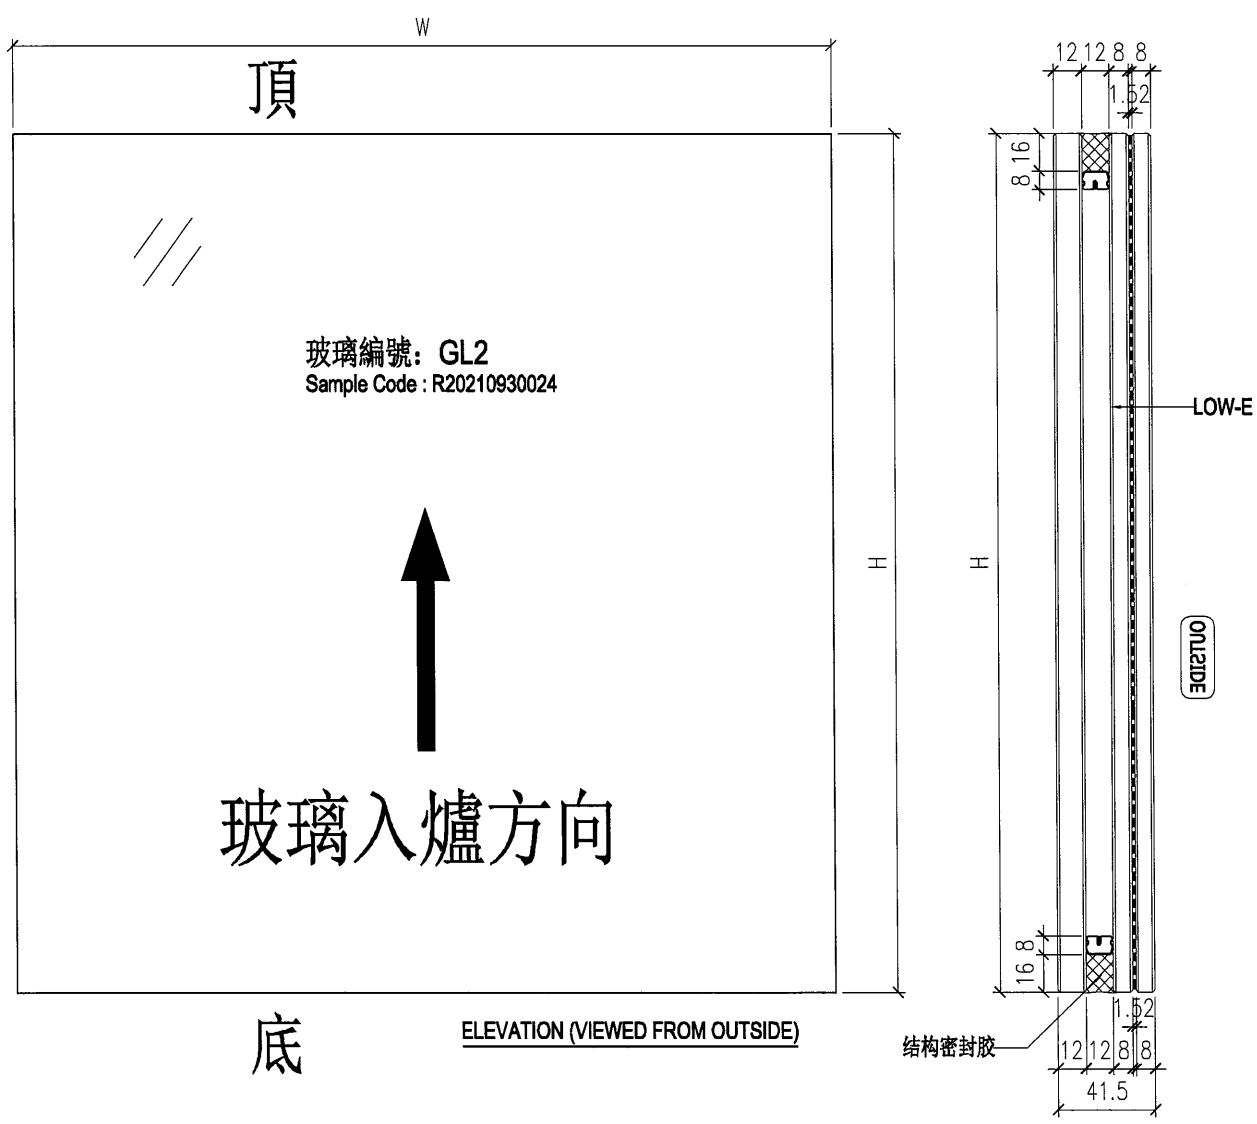 W
頂
玻璃編號： GL2
Sample Code : R20210930024
H
玻璃入爐方向
底
ELEVATION (VIEWED FROM OUTSIDE)
12 12 8 8
1.52
16
8
LOW-E
H
OUTSIDE
8
16
1.52
结构密封胶
12 12 8 8
41.5